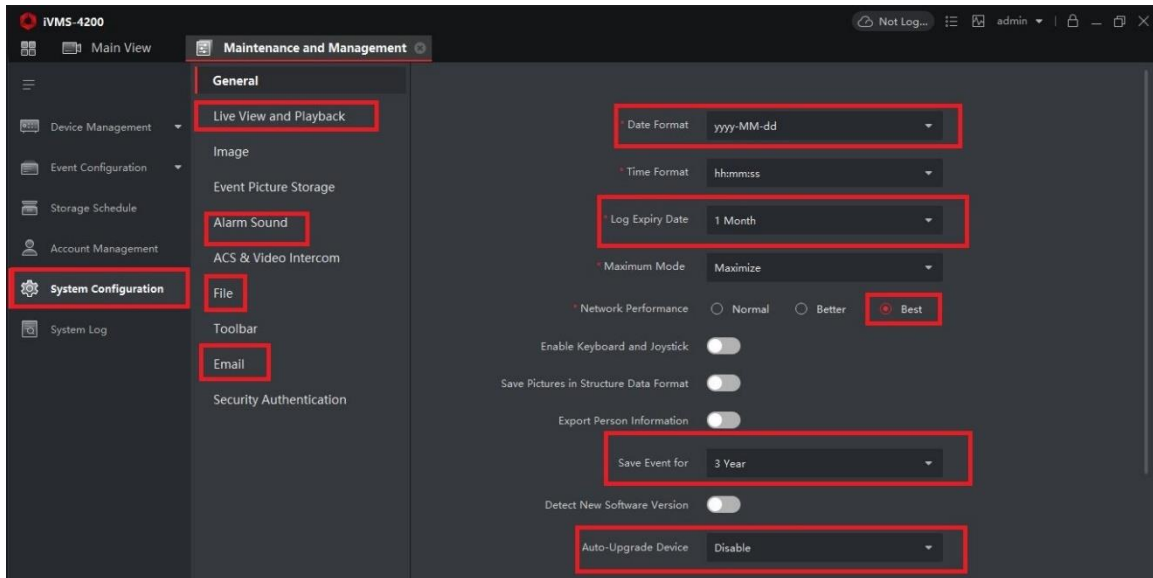 iVMS-4200
Not Log... admin
Main View Maintenance and Management
General
Live View and Playback
Image
Event Picture Storage
Alarm Sound
ACS & Video Intercom
File
Toolbar
Email
Security Authentication
Device Management
Event Configuration
Storage Schedule
Account Management
System Configuration
System Log
* Date Format yyyy-MM-dd
* Time Format hh:mm:ss
* Log Expiry Date 1 Month
* Maximum Mode Maximize
* Network Performance Normal Better Best
Enable Keyboard and Joystick
Save Pictures in Structure Data Format
Export Person Information
Save Event for 3 Year
Detect New Software Version
Auto-Upgrade Device Disable